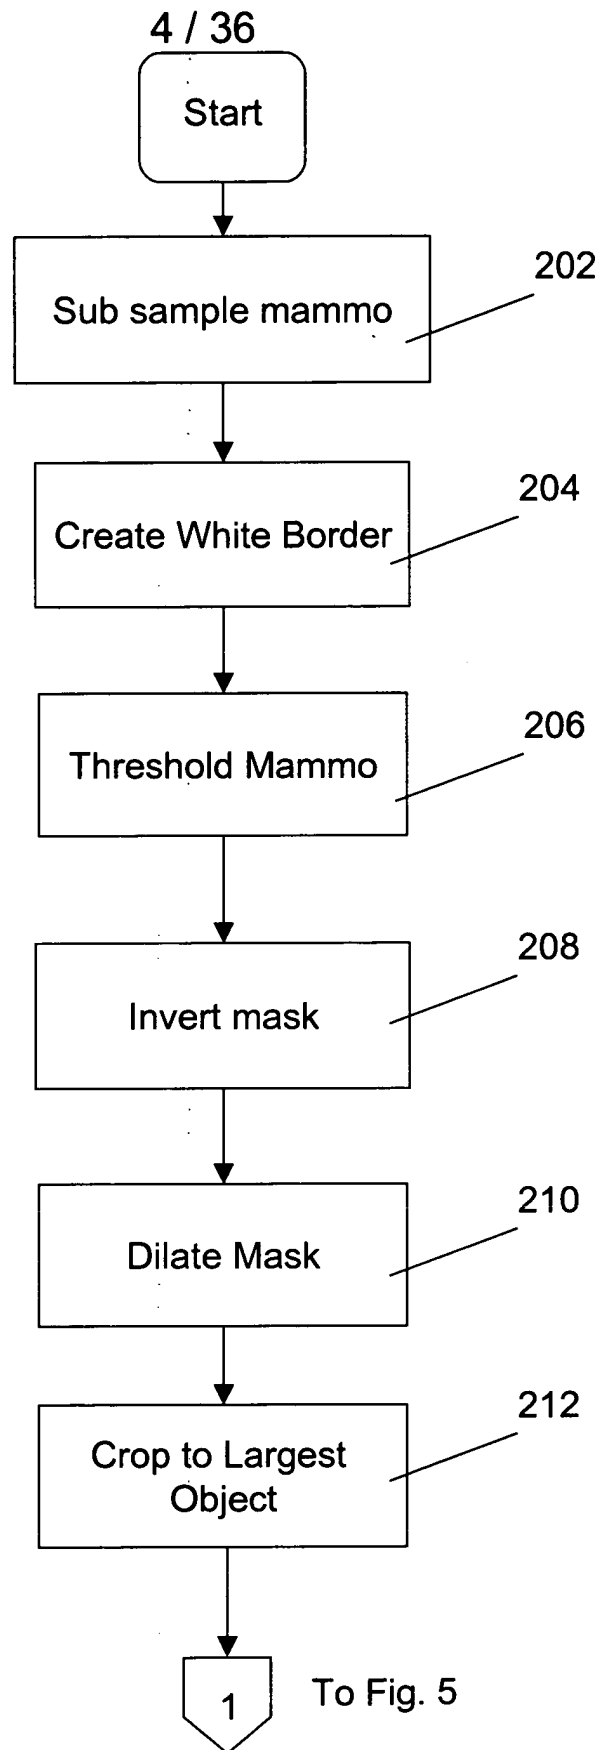 4 / 36
Start
202
Sub sample mammo
204
Create White Border
206
Threshold Mammo
208
Invert mask
210
Dilate Mask
212
Crop to Largest
Object
1
To Fig. 5